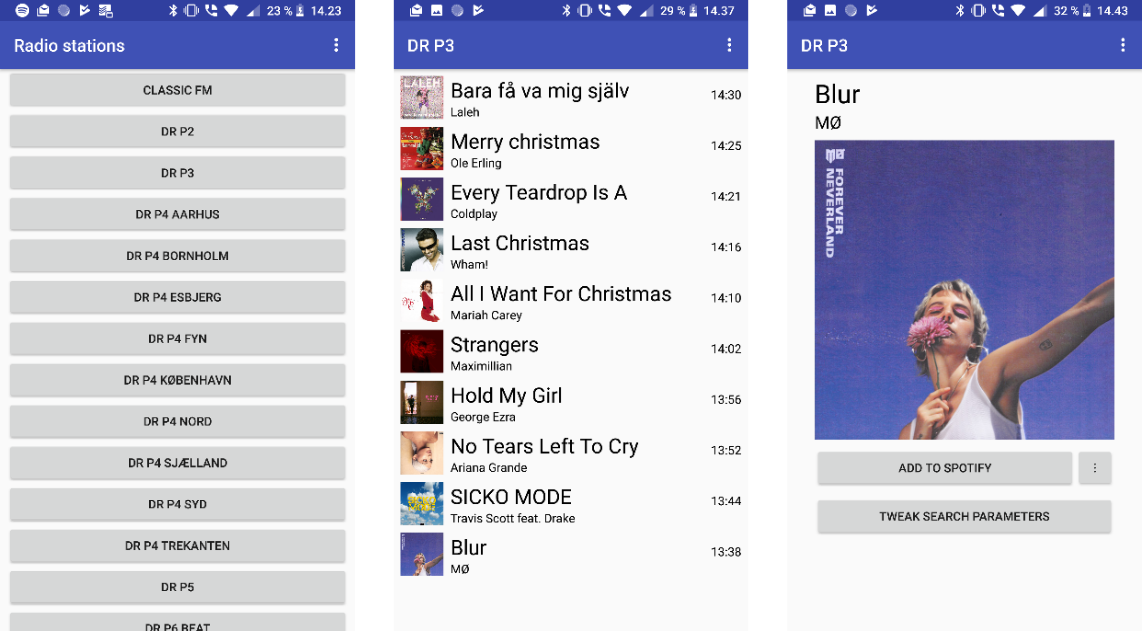 23 % 14.23
Radio stations
CLASSIC FM
DR P2
DR P3
DR P4 AARHUS
DR P4 BORNHOLM
DR P4 ESBJERG
DR P4 FYN
DR P4 KØBENHAVN
DR P4 NORD
DR P4 SJÆLLAND
DR P4 SYD
DR P4 TREKANTEN
DR P5
DR P6 BEAT
29 % 14.37
DR P3
LALEH
Bara få va mig själv 14:30
Laleh
Merry christmas 14:25
Ole Erling
Every Teardrop Is A 14:21
Coldplay
Last Christmas 14:16
Wham!
All I Want For Christmas 14:10
Mariah Carey
Strangers 14:02
Maximillian
Hold My Girl 13:56
George Ezra
No Tears Left To Cry 13:52
Ariana Grande
SICKO MODE 13:44
Travis Scott feat. Drake
Blur 13:38
MØ
32 % 14.43
DR P3
Blur
MØ
MØ
FOREVER
NEVERLAND
ADD TO SPOTIFY
TWEAK SEARCH PARAMETERS